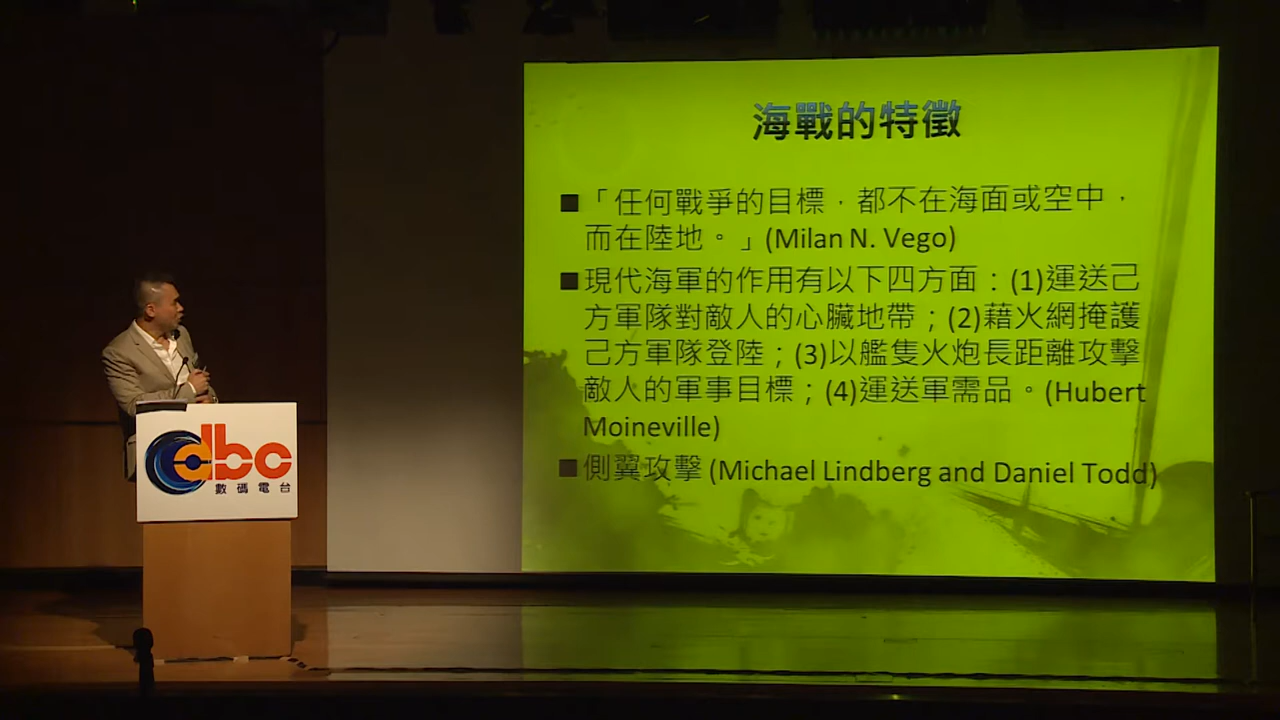 海戰的特徵
■「任何戰爭的目標，都不在海面或空中，
而在陸地。」(Milan N. Vego)
■現代海軍的作用有以下四方面：(1)運送己
方軍隊對敵人的心臟地帶；(2)藉火網掩護
己方軍隊登陸；(3)以艦隻火炮長距離攻擊
敵人的軍事目標；(4)運送軍需品。(Hubert
Moineville)
■側翼攻擊 (Michael Lindberg and Daniel Todd)
dbc
數碼電台